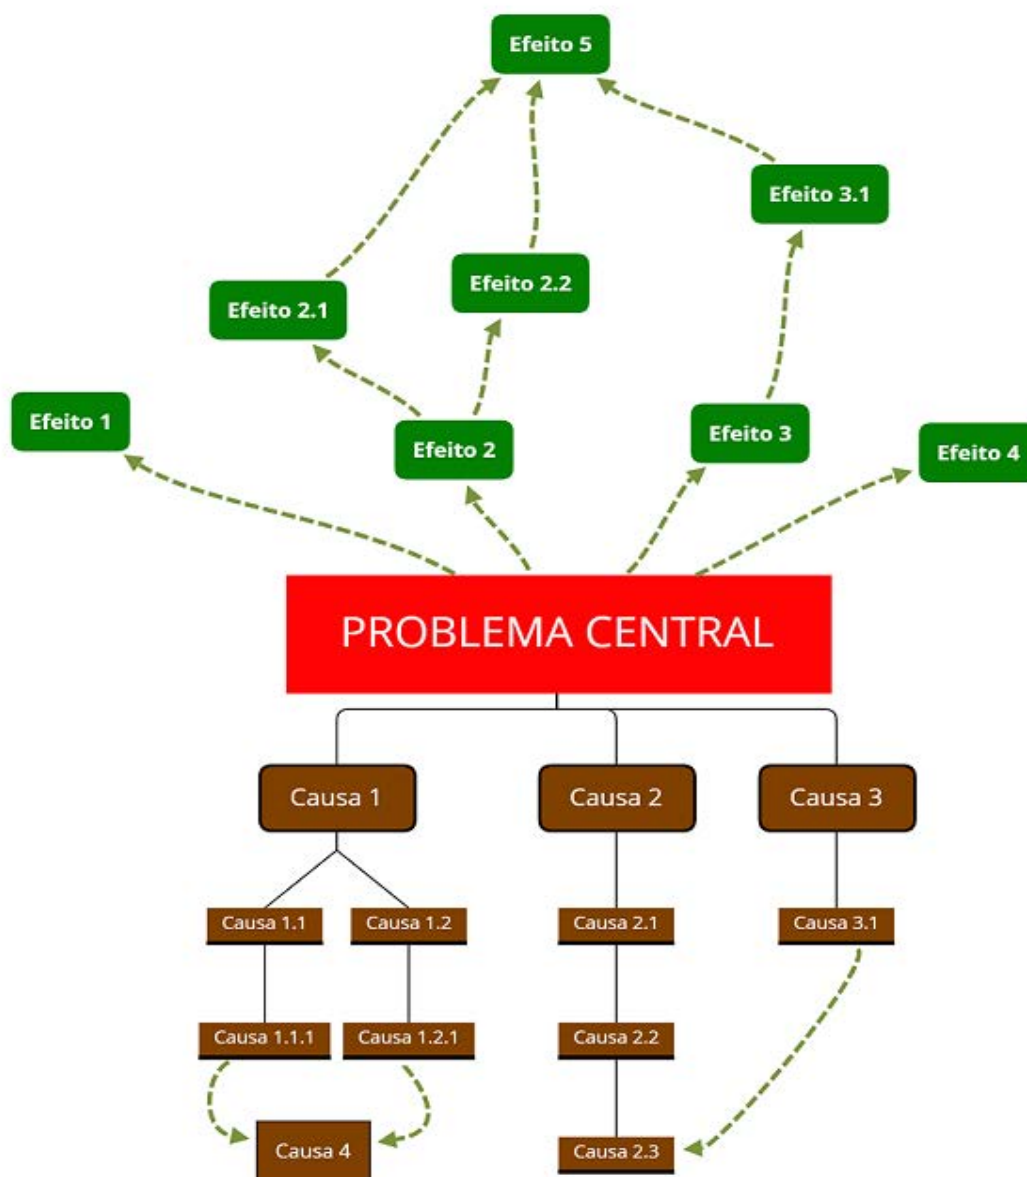 Efeito 5
Efeito 3.1
Efeito 2.2
Efeito 2.1
Efeito 1
Efeito 2
Efeito 3
Efeito 4
PROBLEMA CENTRAL
Causa 1
Causa 2
Causa 3
Causa 1.1
Causa 1.2
Causa 2.1
Causa 3.1
Causa 1.1.1
Causa 1.2.1
Causa 2.2
Causa 4
Causa 2.3